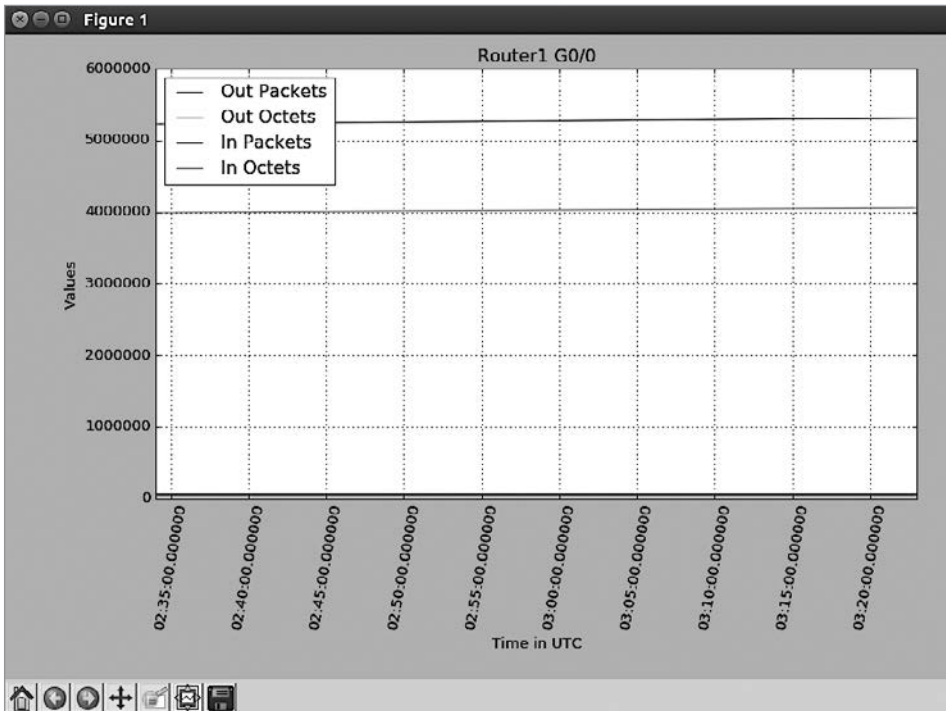 Figure 1
Router1 G0/0
Out Packets
Out Octets
In Packets
In Octets
6000000
5000000
4000000
3000000
2000000
1000000
0
Values
02:35:00.000000
02:40:00.000000
02:45:00.000000
02:50:00.000000
02:55:00.000000
03:00:00.000000
03:05:00.000000
03:10:00.000000
03:15:00.000000
03:20:00.000000
Time in UTC